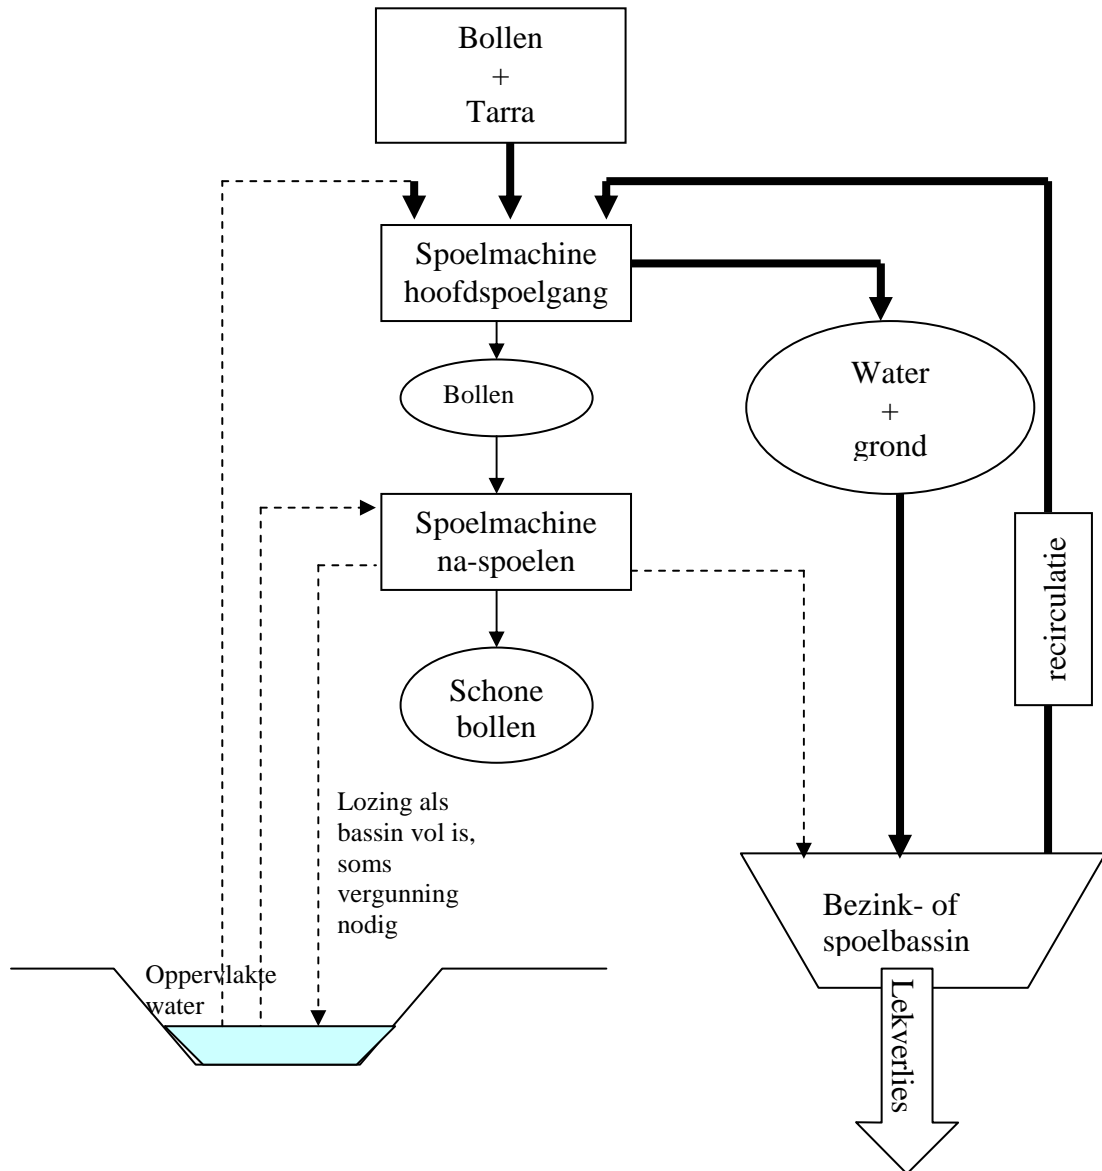 Bollen
+
Tarra
Spoelmachine
hoofdspoelgang
Bollen
Water
+
grond
Spoelmachine
na-spoelen
recirculatie
Schone
bollen
Lozing als
bassin vol is,
soms
vergunning
nodig
Bezink- of
spoelbassin
Oppervlakte
water
Lekverlies